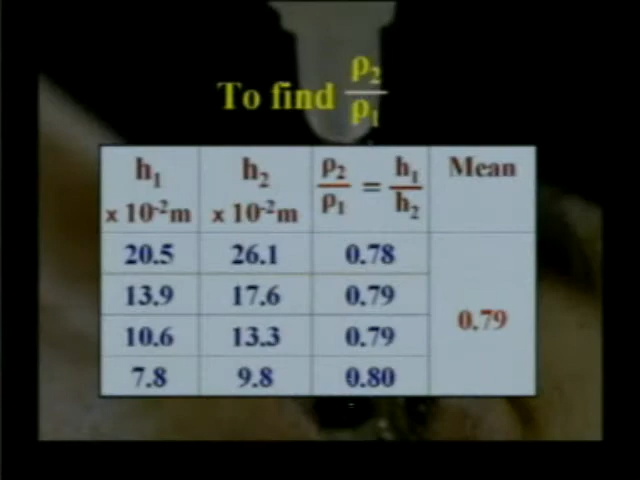 To find ρ₂/ρ₁
h₁ x 10⁻²m | h₂ x 10⁻²m | ρ₂/ρ₁ = h₁/h₂ | Mean
20.5 | 26.1 | 0.78 | 0.79
13.9 | 17.6 | 0.79
10.6 | 13.3 | 0.79
7.8 | 9.8 | 0.80